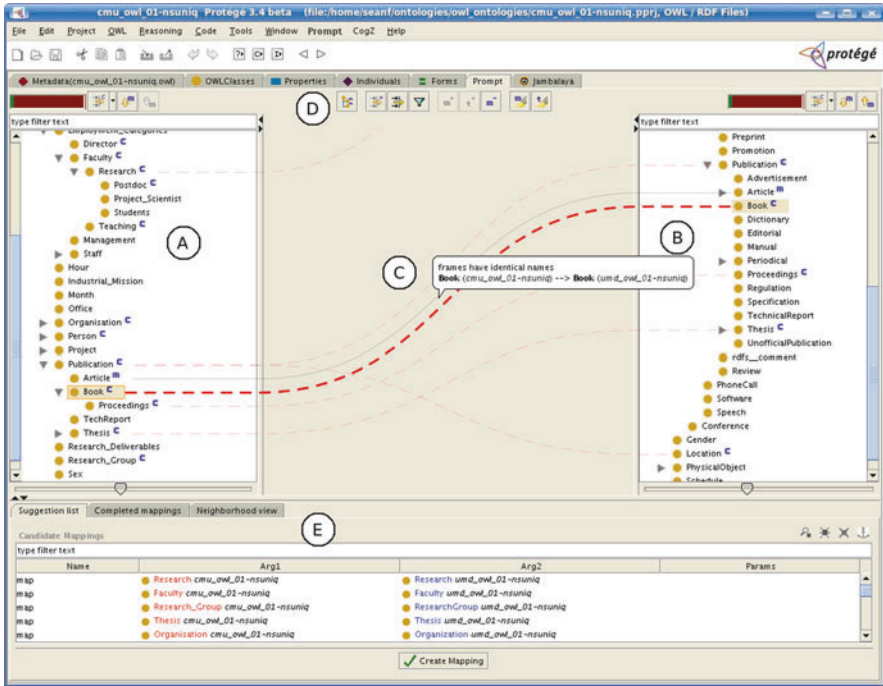 cmu_owl_01-nsuniq Protégé 3.4 beta (file:/home/seanf/ontologies/owl_ontologies/cmu_owl_01-nsuniq.pprj, OWL / RDF Files)
File Edit Project OWL Reasoning Code Tools Window Prompt CogZ Help
protégé
Metadata(cmu_owl_01-nsuniq.owl) OWLClasses Properties Individuals Forms Prompt Jambalaya
D
type filter text
type filter text
Employment_Categories
Director C
Faculty C
Research C
Postdoc C
Project_Scientist
Students
Teaching C
Management
Staff
Hour
Industrial_Mission
Month
Office
Organisation C
Person C
Project
Publication C
Article m
Book C
Proceedings C
TechReport
Thesis C
Research_Deliverables
Research_Group C
Sex
A
C
frames have identical names
Book (cmu_owl_01-nsuniq) --> Book (umd_owl_01-nsuniq)
B
Preprint
Promotion
Publication C
Advertisement
Article m
Book C
Dictionary
Editorial
Manual
Periodical
Proceedings C
Regulation
Specification
TechnicalReport
Thesis C
UnofficialPublication
rdfs__comment
Review
PhoneCall
Software
Speech
Conference
Gender
Location C
PhysicalObject
Schedule
Suggestion list Completed mappings Neighborhood view
E
Candidate Mappings
type filter text
Name Arg1 Arg2 Params
map Research cmu_owl_01-nsuniq Research umd_owl_01-nsuniq
map Faculty cmu_owl_01-nsuniq Faculty umd_owl_01-nsuniq
map Research_Group cmu_owl_01-nsuniq ResearchGroup umd_owl_01-nsuniq
map Thesis cmu_owl_01-nsuniq Thesis umd_owl_01-nsuniq
map Organisation cmu_owl_01-nsuniq Organization umd_owl_01-nsuniq
Create Mapping